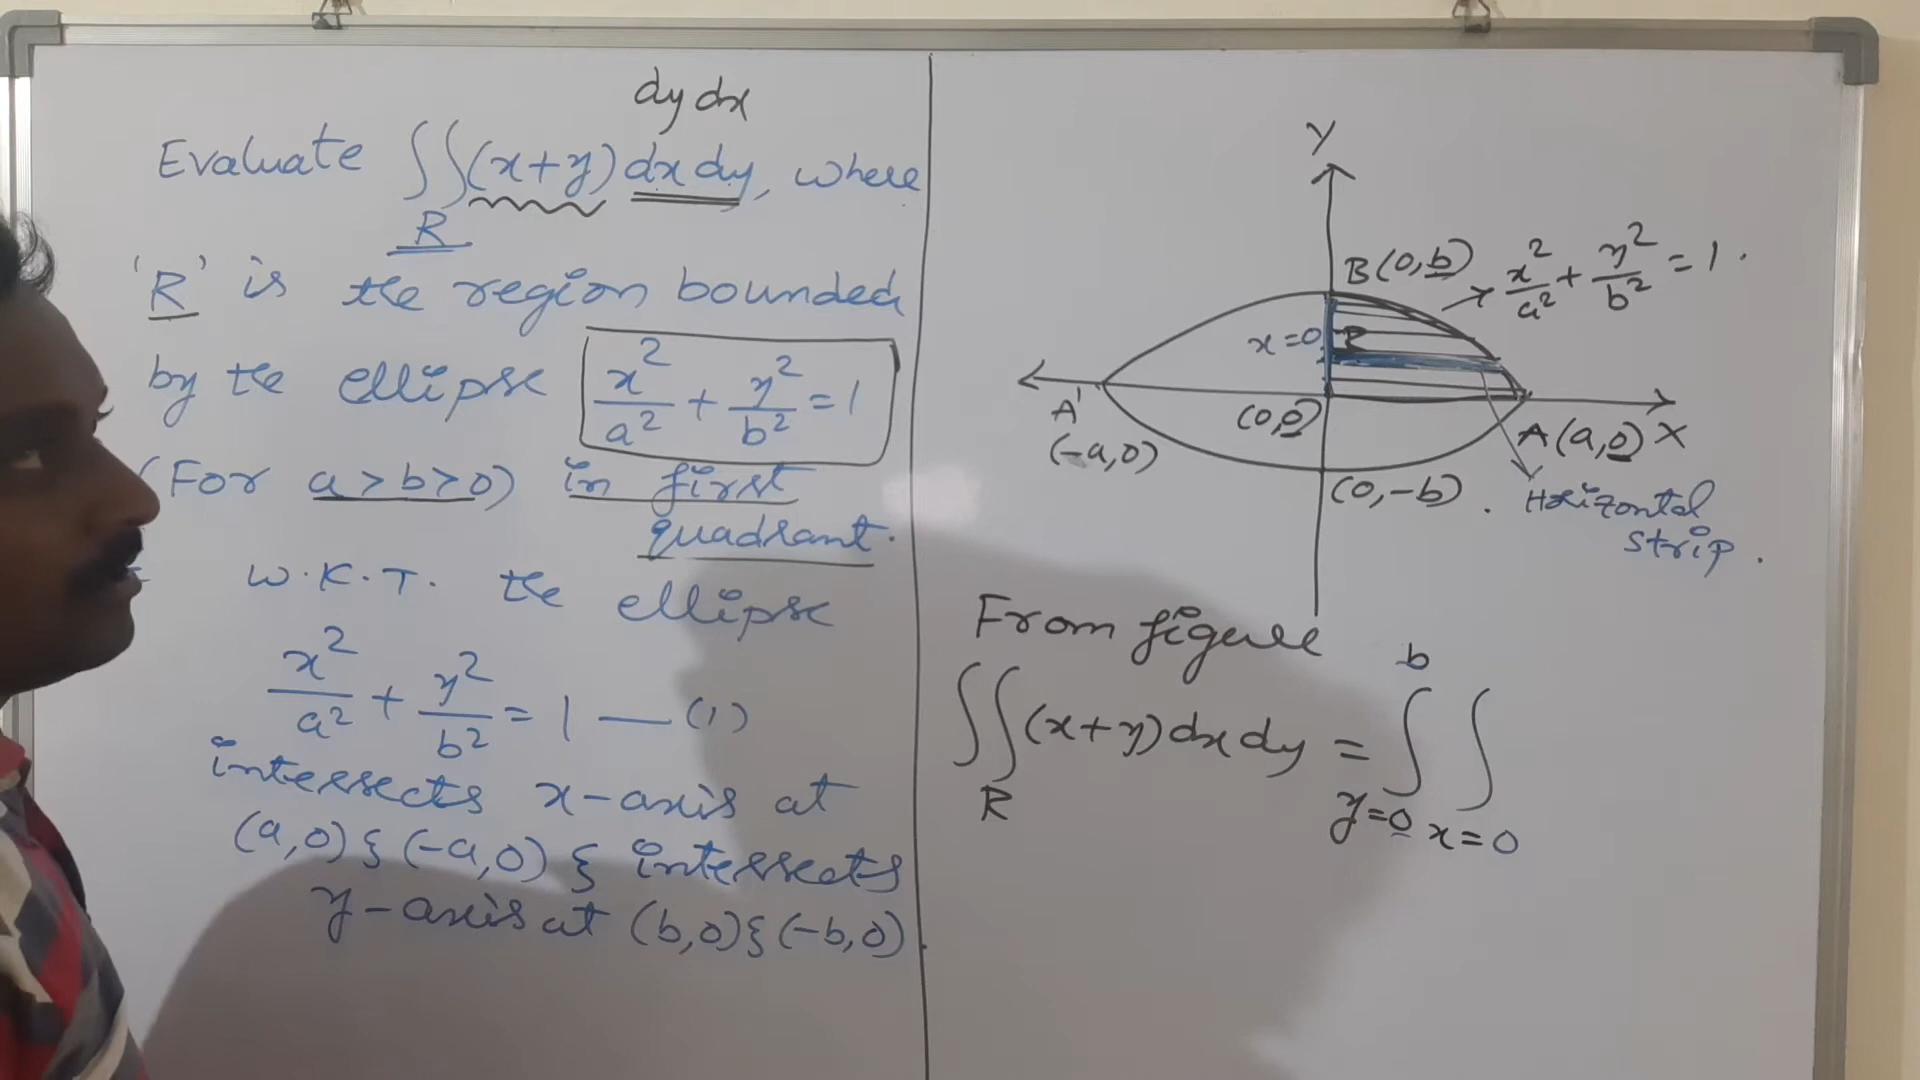 dy dx
Evaluate ∬(x+y) dx dy, where
R
'R' is the region bounded
by the ellipse x²/a² + y²/b² = 1
(For a>b>0) in first
quadrant.
W.K.T. the ellipse
x²/a² + y²/b² = 1 — (1)
intersects x-axis at
(a,0) & (-a,0) & intersects
y-axis at (b,0) & (-b,0)
Y
B(0,b) → x²/a² + y²/b² = 1.
x=0 R
A' (0,0) A(a,0) X
(-a,0)
(0,-b). Horizontal
strip.
From figure
b
∬(x+y) dx dy = ∫ ∫
R y=0 x=0